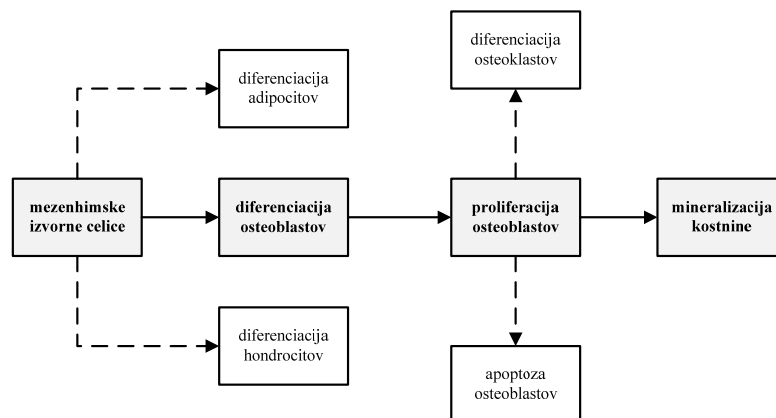 diferenciacija
osteoklastov
diferenciacija
adipocitov
mezenhimske
izvorne celice
diferenciacija
osteoblastov
proliferacija
osteoblastov
mineralizacija
kostnine
diferenciacija
hondrocitov
apoptoza
osteoblastov